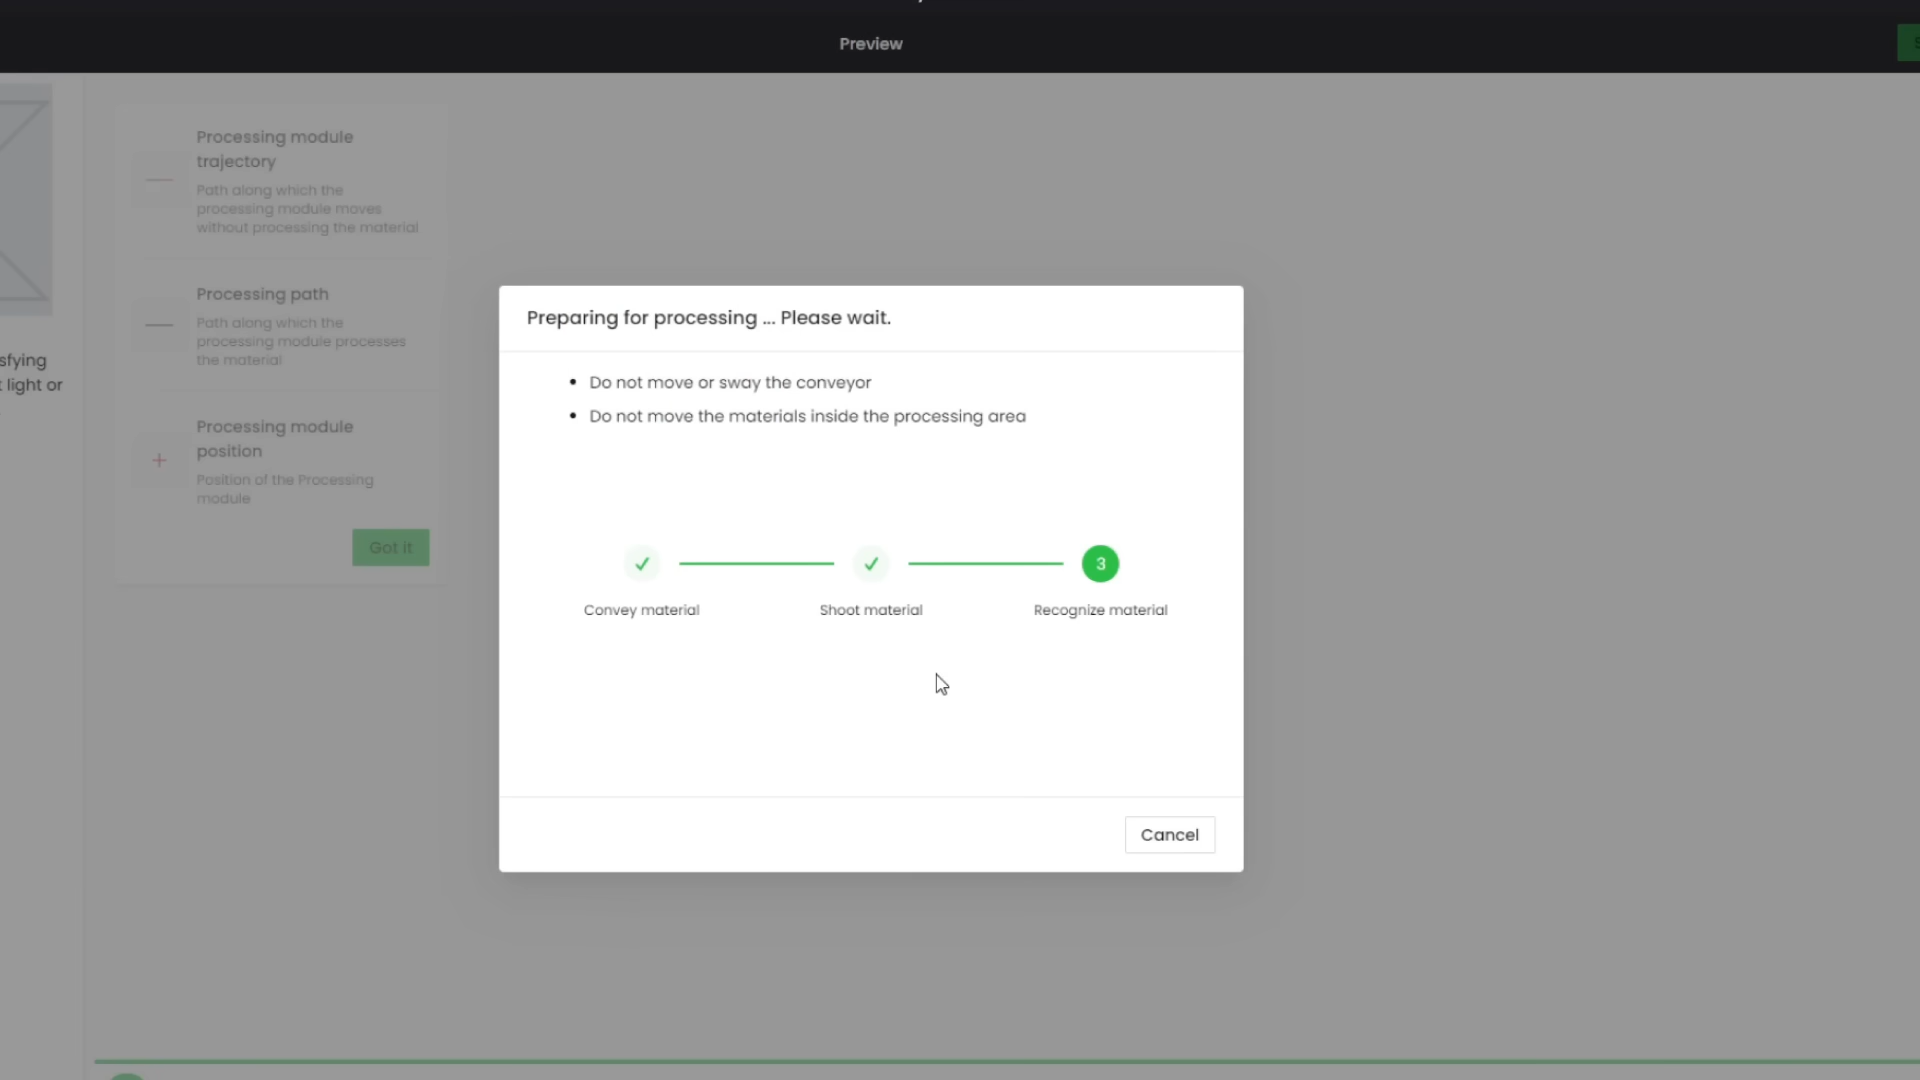 Preview
sfying
light or
Processing module
trajectory
Path along which the
processing module moves
without processing the material
Processing path
Path along which the
processing module processes
the material
Processing module
position
Position of the Processing
module
Got it
Preparing for processing ... Please wait.
• Do not move or sway the conveyor
• Do not move the materials inside the processing area
3
Convey material
Shoot material
Recognize material
Cancel